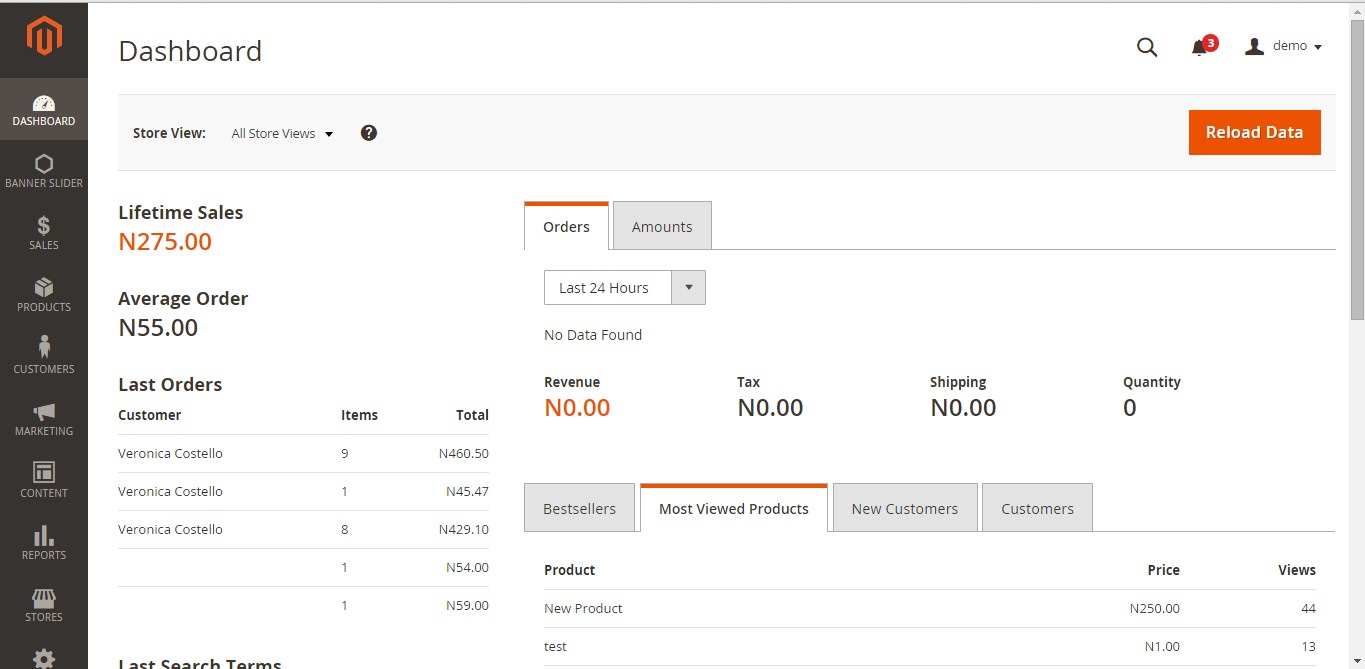 Dashboard
3
demo
DASHBOARD
BANNER SLIDER
SALES
PRODUCTS
CUSTOMERS
MARKETING
CONTENT
REPORTS
STORES
Store View: All Store Views ?
Reload Data
Lifetime Sales
N275.00
Average Order
N55.00
Last Orders
Customer Items Total
Veronica Costello 9 N460.50
Veronica Costello 1 N45.47
Veronica Costello 8 N429.10
1 N54.00
1 N59.00
Last Search Terms
Orders Amounts
Last 24 Hours
No Data Found
Revenue Tax Shipping Quantity
N0.00 N0.00 N0.00 0
Bestsellers Most Viewed Products New Customers Customers
Product Price Views
New Product N250.00 44
test N1.00 13